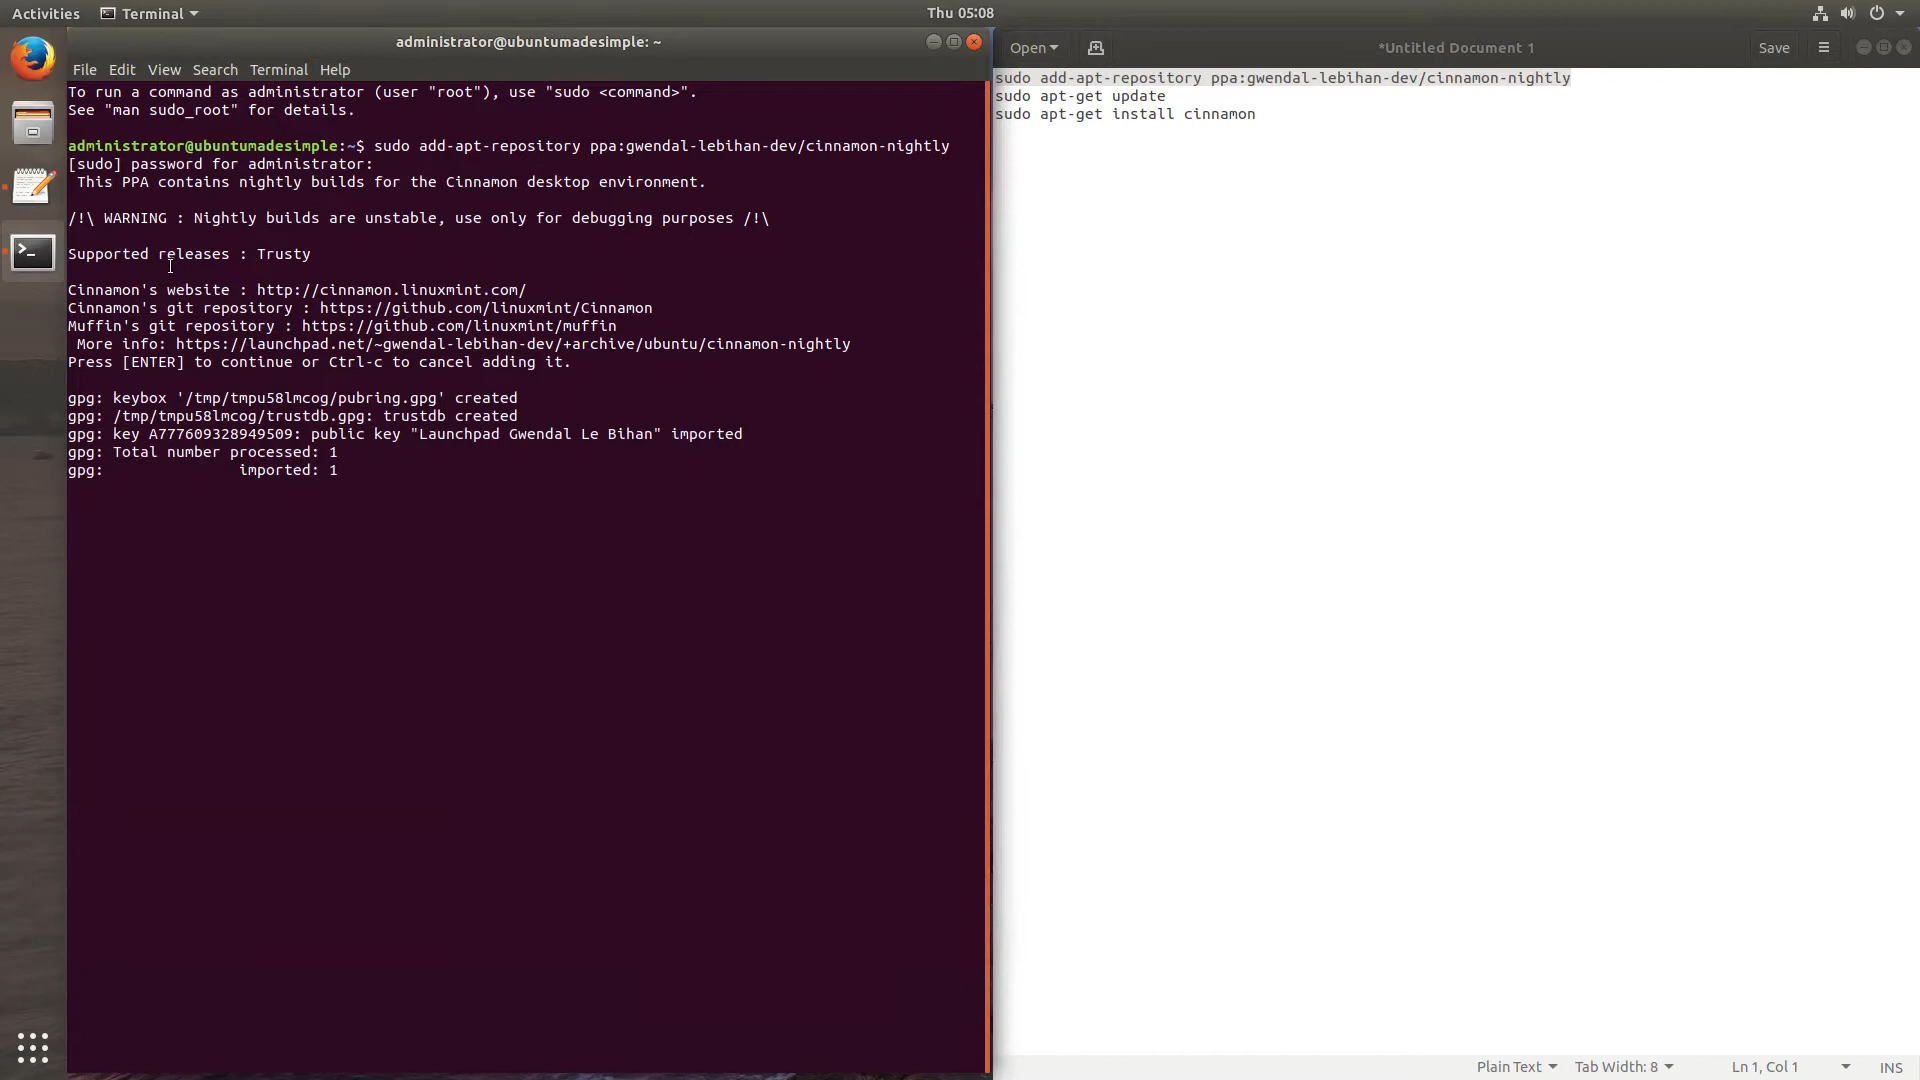 Activities Terminal Thu 05:08
administrator@ubuntumadesimple: ~
File Edit View Search Terminal Help
To run a command as administrator (user "root"), use "sudo <command>".
See "man sudo_root" for details.
administrator@ubuntumadesimple:~$ sudo add-apt-repository ppa:gwendal-lebihan-dev/cinnamon-nightly
[sudo] password for administrator:
This PPA contains nightly builds for the Cinnamon desktop environment.
/!\ WARNING : Nightly builds are unstable, use only for debugging purposes /!\
Supported releases : Trusty
Cinnamon's website : http://cinnamon.linuxmint.com/
Cinnamon's git repository : https://github.com/linuxmint/Cinnamon
Muffin's git repository : https://github.com/linuxmint/muffin
More info: https://launchpad.net/~gwendal-lebihan-dev/+archive/ubuntu/cinnamon-nightly
Press [ENTER] to continue or Ctrl-c to cancel adding it.
gpg: keybox '/tmp/tmpu58lmcog/pubring.gpg' created
gpg: /tmp/tmpu58lmcog/trustdb.gpg: trustdb created
gpg: key A777609328949509: public key "Launchpad Gwendal Le Bihan" imported
gpg: Total number processed: 1
gpg:               imported: 1
Open *Untitled Document 1 Save
sudo add-apt-repository ppa:gwendal-lebihan-dev/cinnamon-nightly
sudo apt-get update
sudo apt-get install cinnamon
Plain Text Tab Width: 8 Ln 1, Col 1 INS